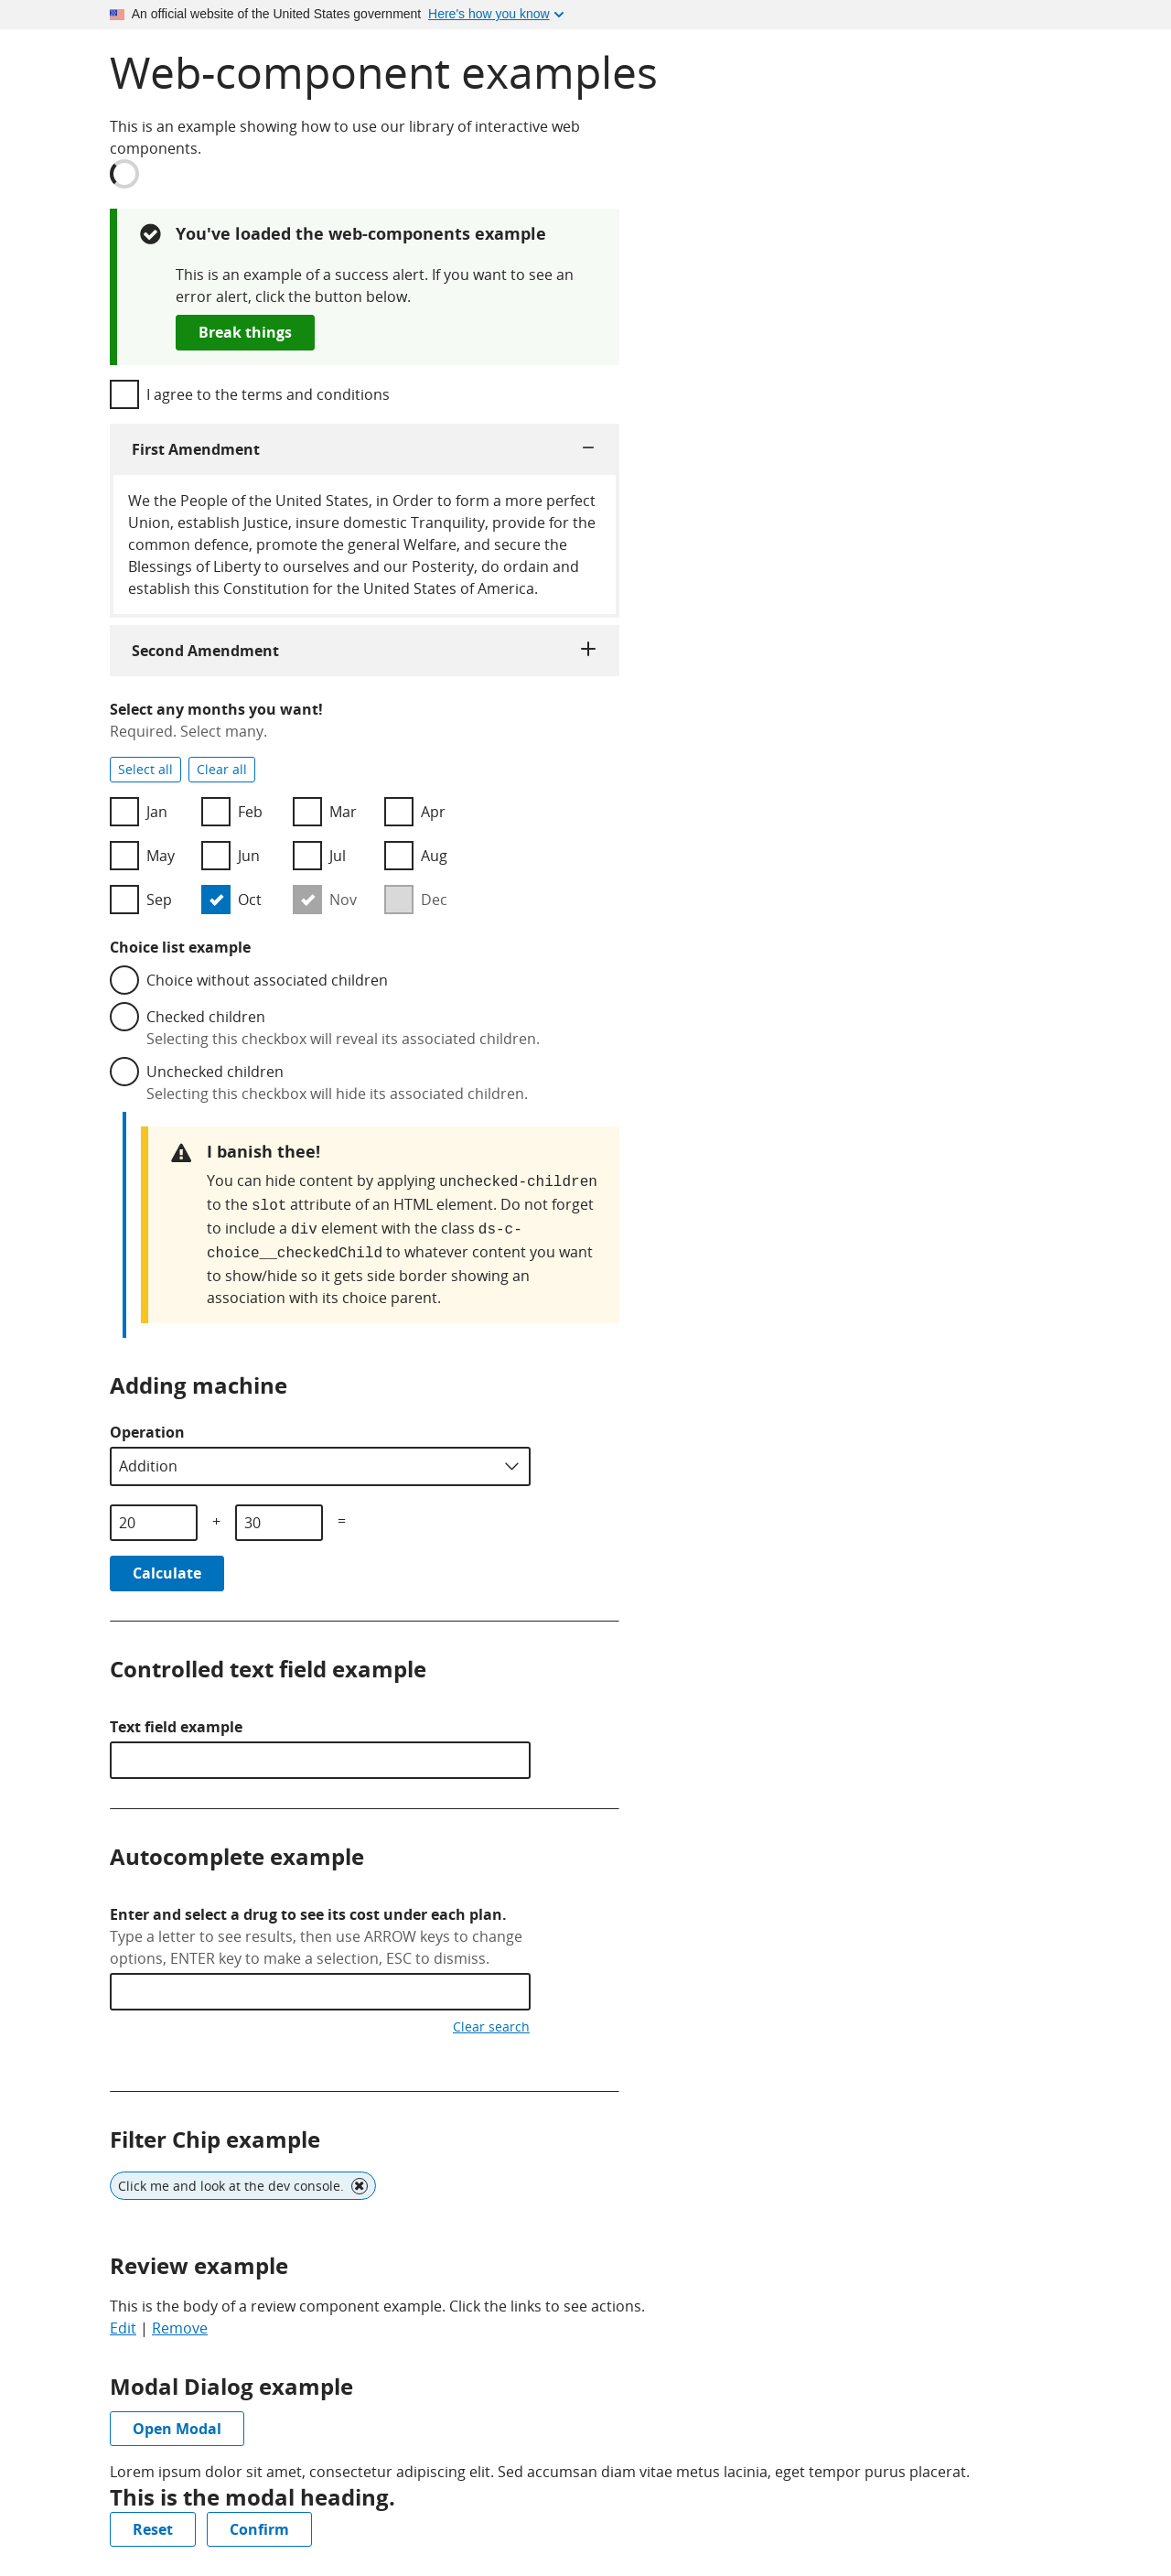 An official website of the United States government Here's how you know
Web-component examples
This is an example showing how to use our library of interactive web
components.
You've loaded the web-components example
This is an example of a success alert. If you want to see an
error alert, click the button below.
Break things
I agree to the terms and conditions
First Amendment
We the People of the United States, in Order to form a more perfect
Union, establish Justice, insure domestic Tranquility, provide for the
common defence, promote the general Welfare, and secure the
Blessings of Liberty to ourselves and our Posterity, do ordain and
establish this Constitution for the United States of America.
Second Amendment
Select any months you want!
Required. Select many.
Select all Clear all
Jan Feb Mar Apr
May Jun Jul Aug
Sep Oct Nov Dec
Choice list example
Choice without associated children
Checked children
Selecting this checkbox will reveal its associated children.
Unchecked children
Selecting this checkbox will hide its associated children.
I banish thee!
You can hide content by applying unchecked-children
to the slot attribute of an HTML element. Do not forget
to include a div element with the class ds-c-
choice__checkedChild to whatever content you want
to show/hide so it gets side border showing an
association with its choice parent.
Adding machine
Operation
Addition
20 + 30 =
Calculate
Controlled text field example
Text field example
Autocomplete example
Enter and select a drug to see its cost under each plan.
Type a letter to see results, then use ARROW keys to change
options, ENTER key to make a selection, ESC to dismiss.
Clear search
Filter Chip example
Click me and look at the dev console.
Review example
This is the body of a review component example. Click the links to see actions.
Edit | Remove
Modal Dialog example
Open Modal
Lorem ipsum dolor sit amet, consectetur adipiscing elit. Sed accumsan diam vitae metus lacinia, eget tempor purus placerat.
This is the modal heading.
Reset Confirm